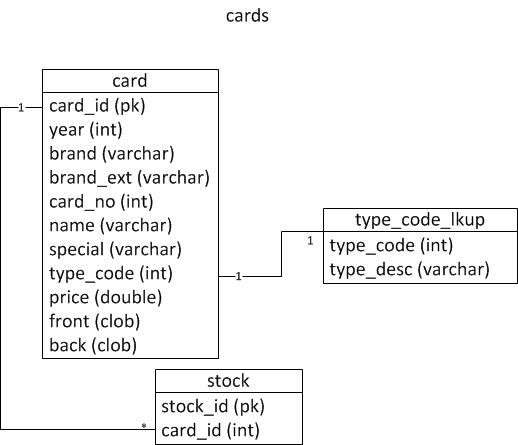 cards
card
1
card_id (pk)
year (int)
brand (varchar)
brand_ext (varchar)
card_no (int)
name (varchar)
special (varchar)
type_code (int)
price (double)
front (clob)
back (clob)
1
1
type_code_lkup
type_code (int)
type_desc (varchar)
stock
stock_id (pk)
* card_id (int)